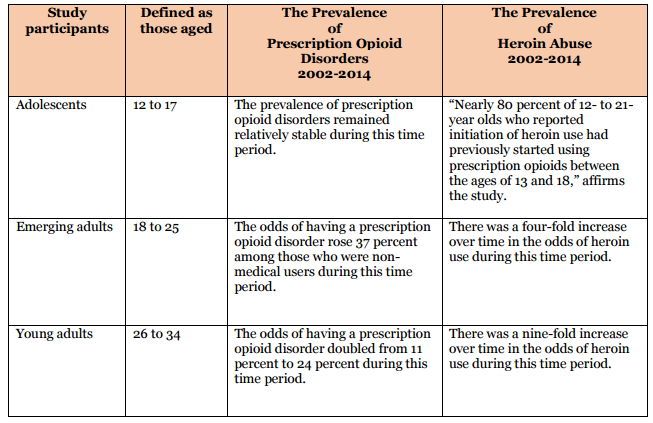 Study
participants
Defined as
those aged
The Prevalence
of
Prescription Opioid
Disorders
2002-2014
The Prevalence
of
Heroin Abuse
2002-2014
Adolescents
12 to 17
The prevalence of prescription
opioid disorders remained
relatively stable during this time
period.
“Nearly 80 percent of 12- to 21-
year olds who reported
initiation of heroin use had
previously started using
prescription opioids between
the ages of 13 and 18,” affirms
the study.
Emerging adults
18 to 25
The odds of having a prescription
opioid disorder rose 37 percent
among those who were non-
medical users during this time
period.
There was a four-fold increase
over time in the odds of heroin
use during this time period.
Young adults
26 to 34
The odds of having a prescription
opioid disorder doubled from 11
percent to 24 percent during this
time period.
There was a nine-fold increase
over time in the odds of heroin
use during this time period.